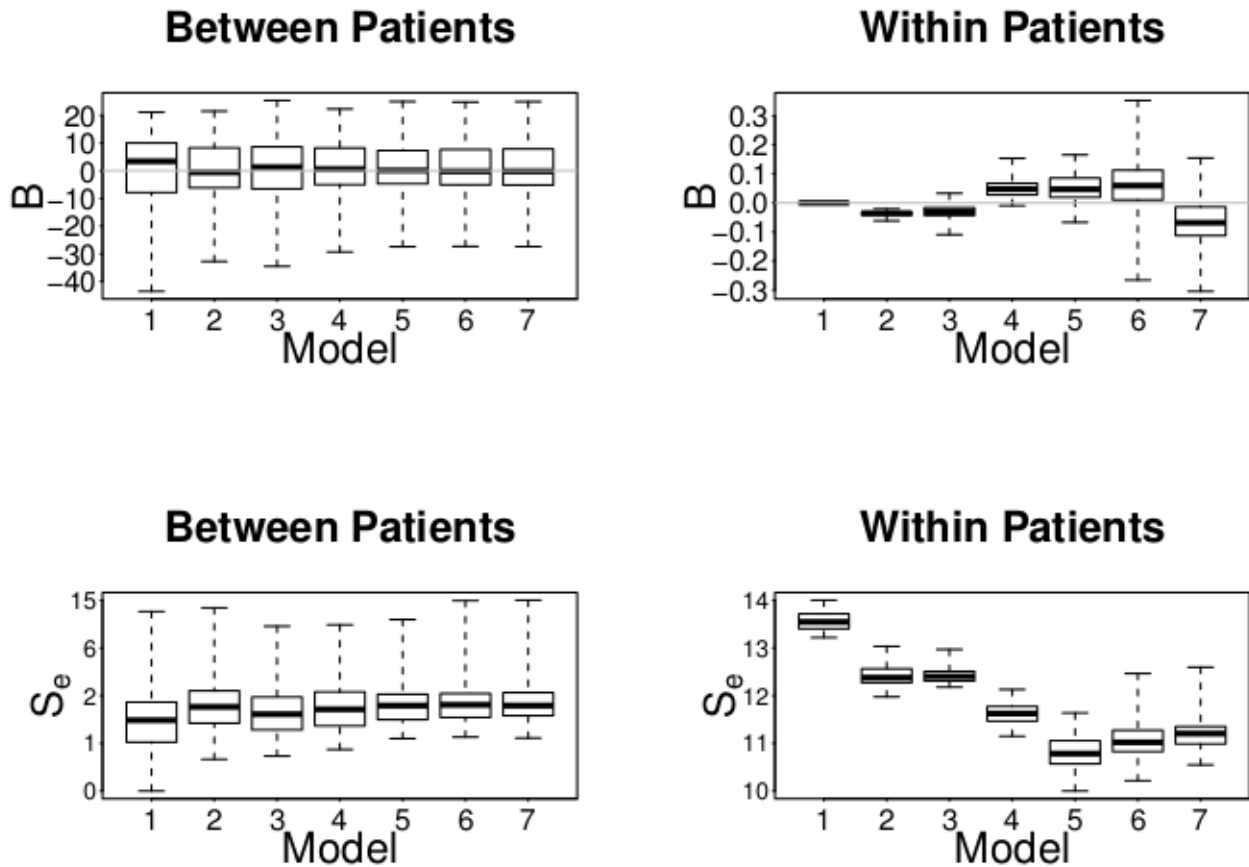 Between Patients
Within Patients
20
10
0
−10
−20
−30
−40
B
1 2 3 4 5 6 7
Model
0.3
0.2
0.1
0.0
−0.1
−0.2
−0.3
B
1 2 3 4 5 6 7
Model
Between Patients
Within Patients
15
6
2
1
0
Se
1 2 3 4 5 6 7
Model
14
13
12
11
10
Se
1 2 3 4 5 6 7
Model